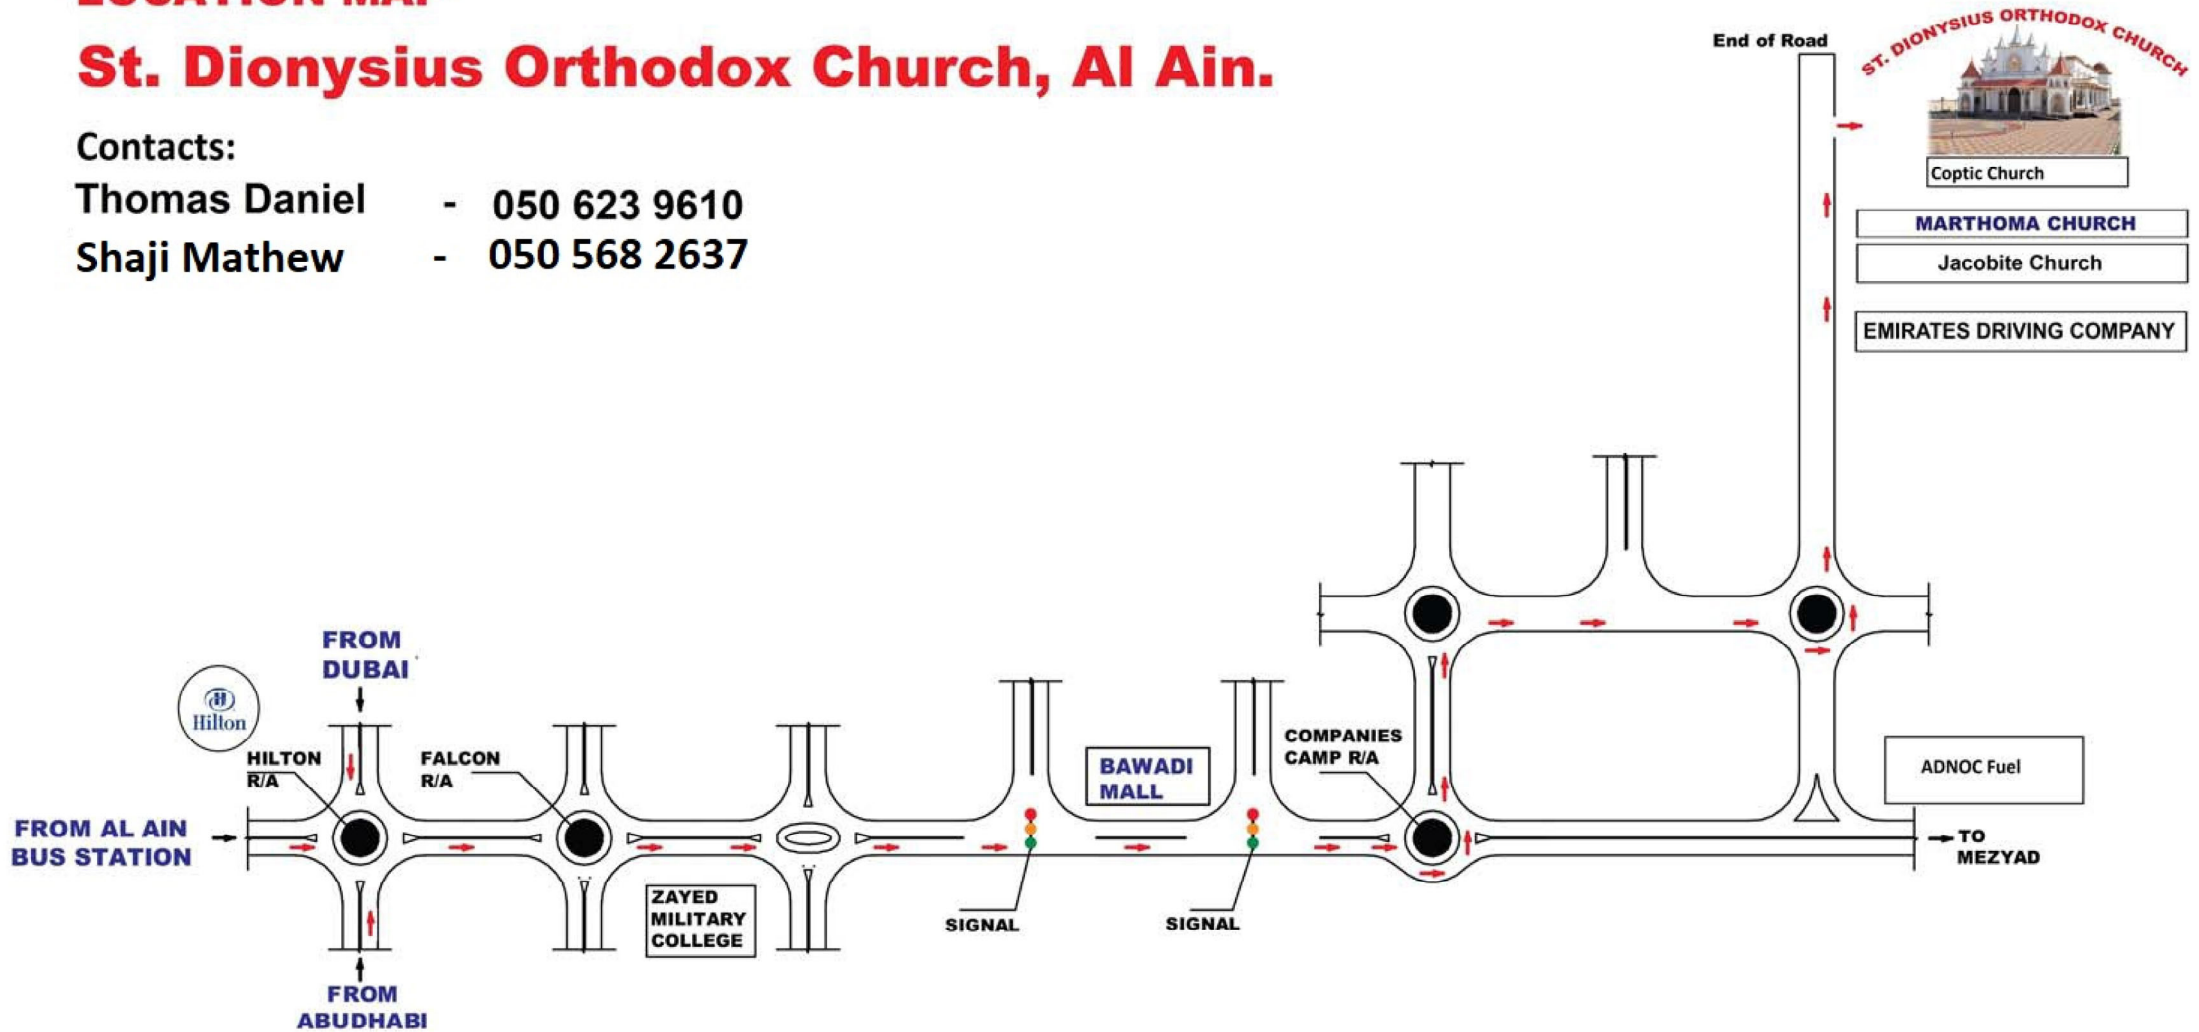 LOCATION MAP
St. Dionysius Orthodox Church, Al Ain.
Contacts:
Thomas Daniel - 050 623 9610
Shaji Mathew - 050 568 2637
End of Road
ST. DIONYSIUS ORTHODOX CHURCH
Coptic Church
MARTHOMA CHURCH
Jacobite Church
EMIRATES DRIVING COMPANY
FROM
DUBAI
Hilton
HILTON
R/A
FALCON
R/A
BAWADI
MALL
COMPANIES
CAMP R/A
ADNOC Fuel
FROM AL AIN
BUS STATION
TO
MEZYAD
ZAYED
MILITARY
COLLEGE
SIGNAL
SIGNAL
FROM
ABUDHABI